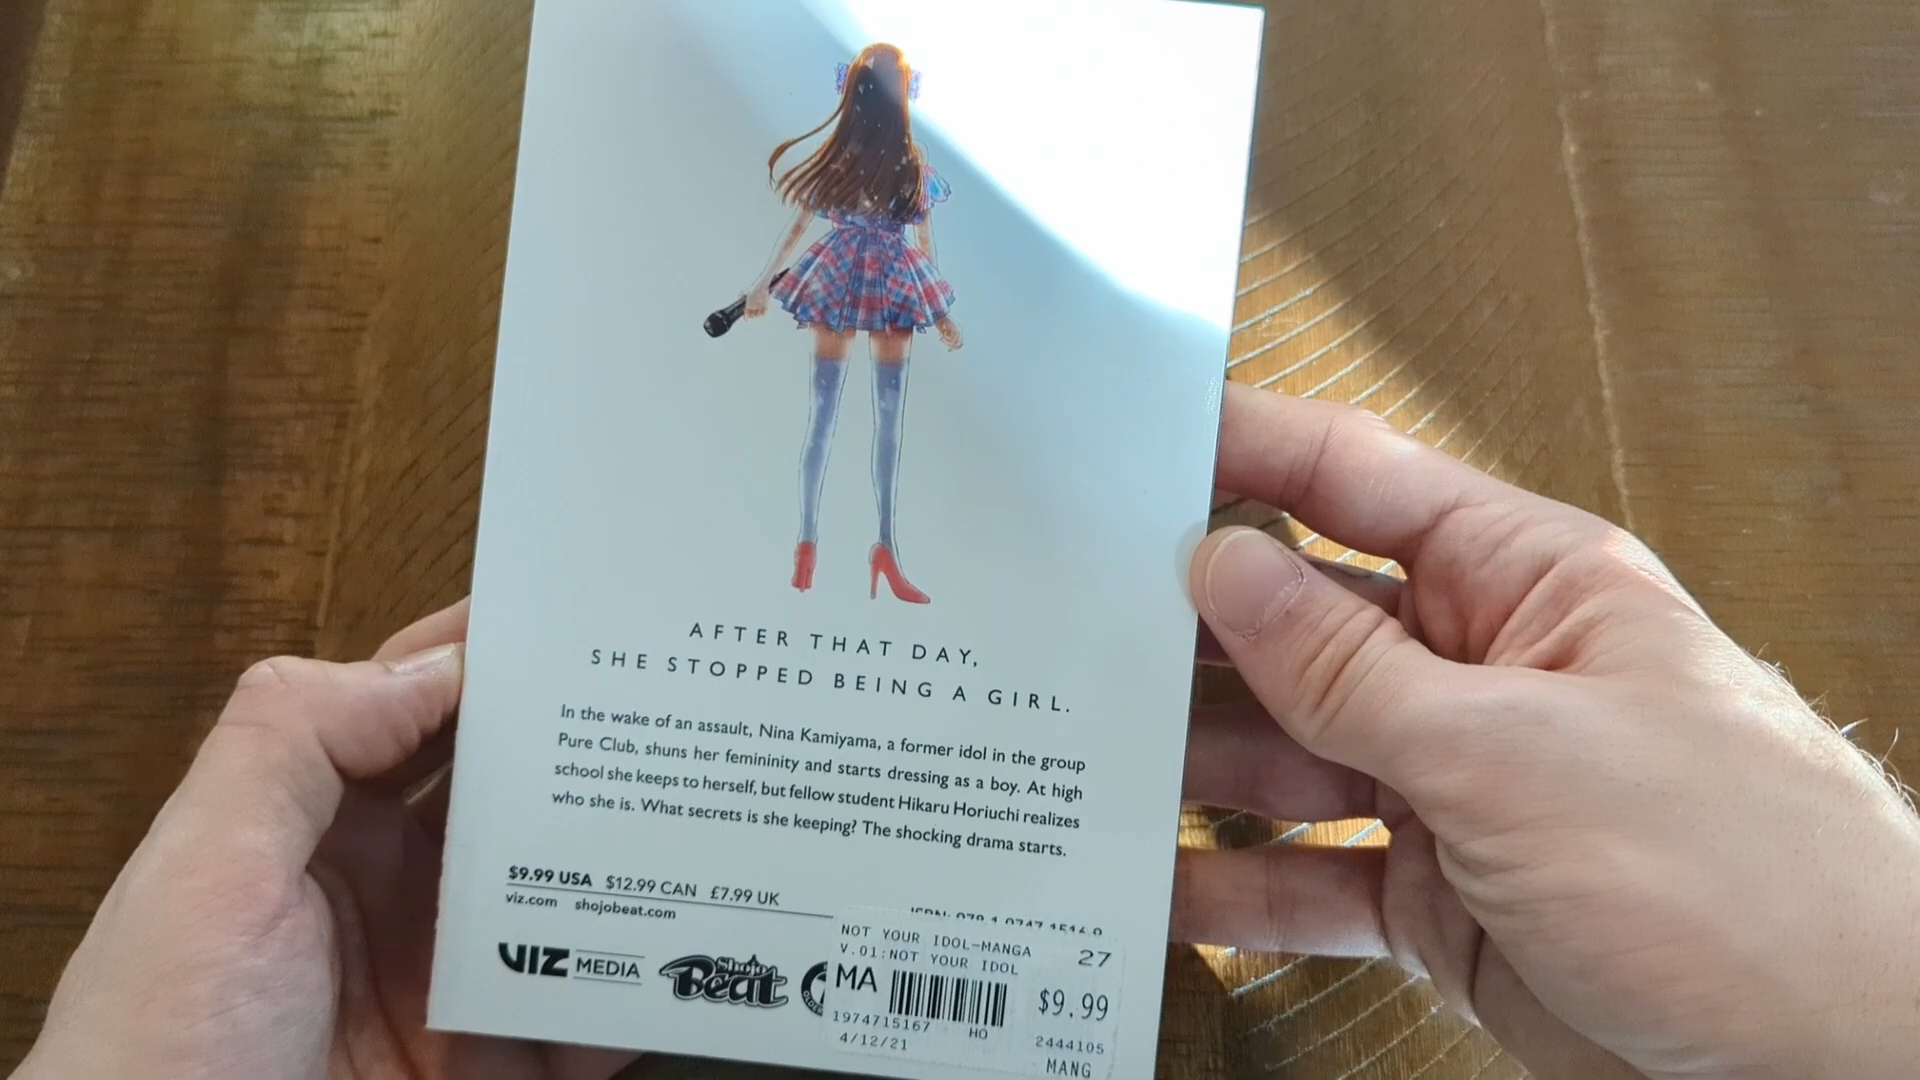 AFTER THAT DAY,
SHE STOPPED BEING A GIRL.
In the wake of an assault, Nina Kamiyama, a former idol in the group
Pure Club, shuns her femininity and starts dressing as a boy. At high
school she keeps to herself, but fellow student Hikaru Horiuchi realizes
who she is. What secrets is she keeping? The shocking drama starts.
$9.99 USA $12.99 CAN £7.99 UK
viz.com shojobeat.com
VIZ MEDIA
Shojo Beat
NOT YOUR IDOL-MANGA
V.01:NOT YOUR IDOL
27
MA
$9.99
1974715167 HO
4/12/21
2444105
MANG